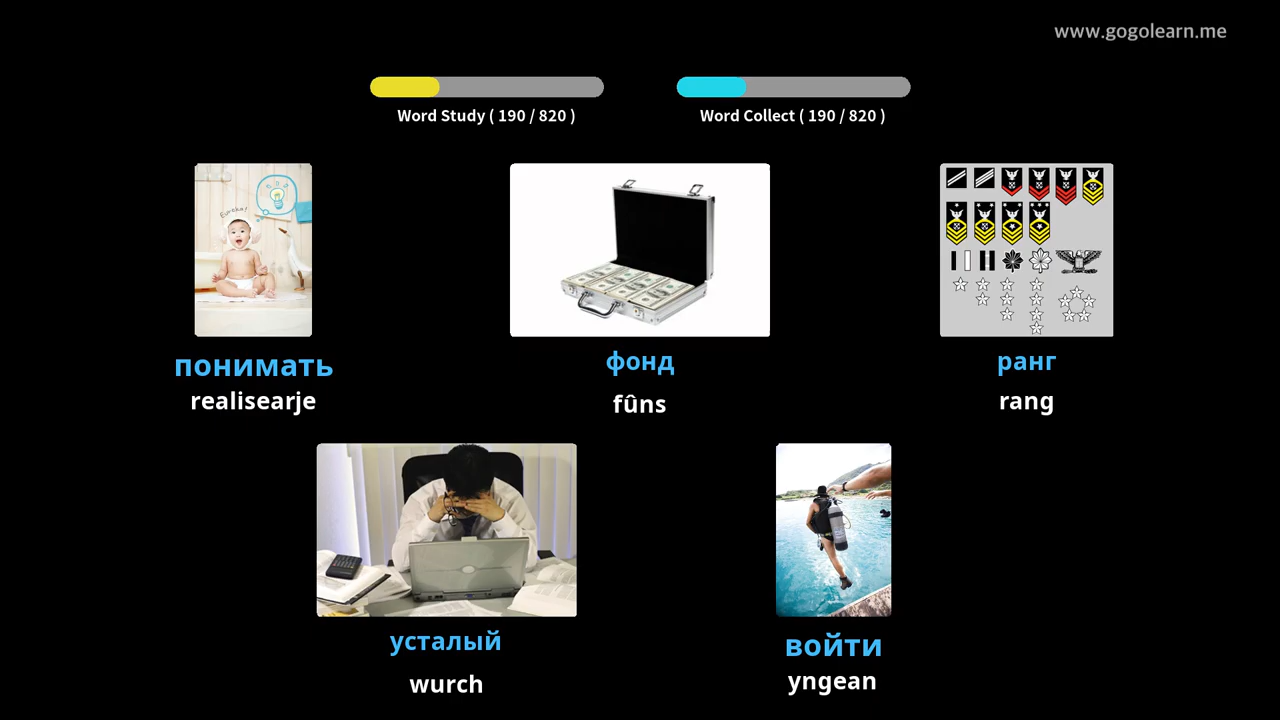 www.gogolearn.me
Word Study ( 190 / 820 )
Word Collect ( 190 / 820 )
Eureka!
понимать
realisearje
фонд
fûns
ранг
rang
усталый
wurch
войти
yngean